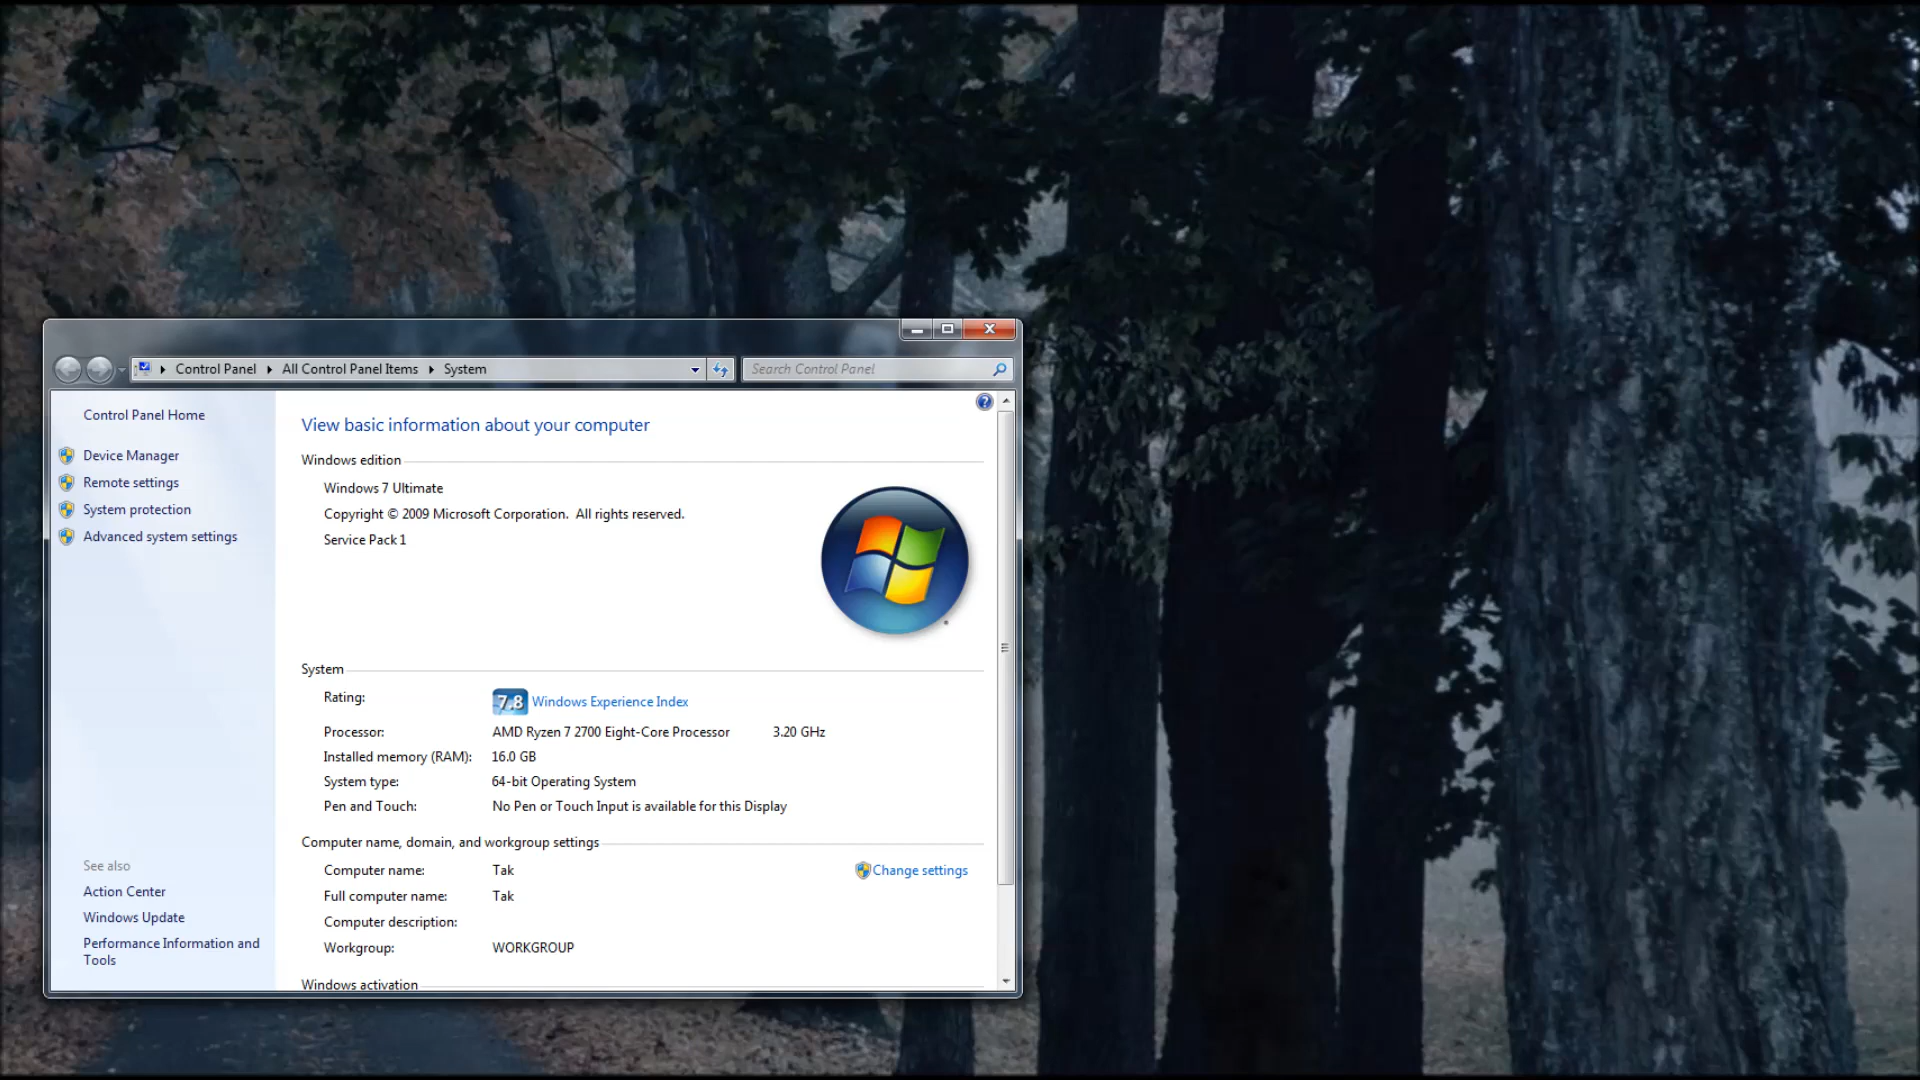 Control Panel
All Control Panel Items
System
Search Control Panel
Control Panel Home
Device Manager
Remote settings
System protection
Advanced system settings
See also
Action Center
Windows Update
Performance Information and
Tools
View basic information about your computer
Windows edition
Windows 7 Ultimate
Copyright © 2009 Microsoft Corporation.  All rights reserved.
Service Pack 1
System
Rating: 7.8 Windows Experience Index
Processor: AMD Ryzen 7 2700 Eight-Core Processor 3.20 GHz
Installed memory (RAM): 16.0 GB
System type: 64-bit Operating System
Pen and Touch: No Pen or Touch Input is available for this Display
Computer name, domain, and workgroup settings
Computer name: Tak Change settings
Full computer name: Tak
Computer description:
Workgroup: WORKGROUP
Windows activation